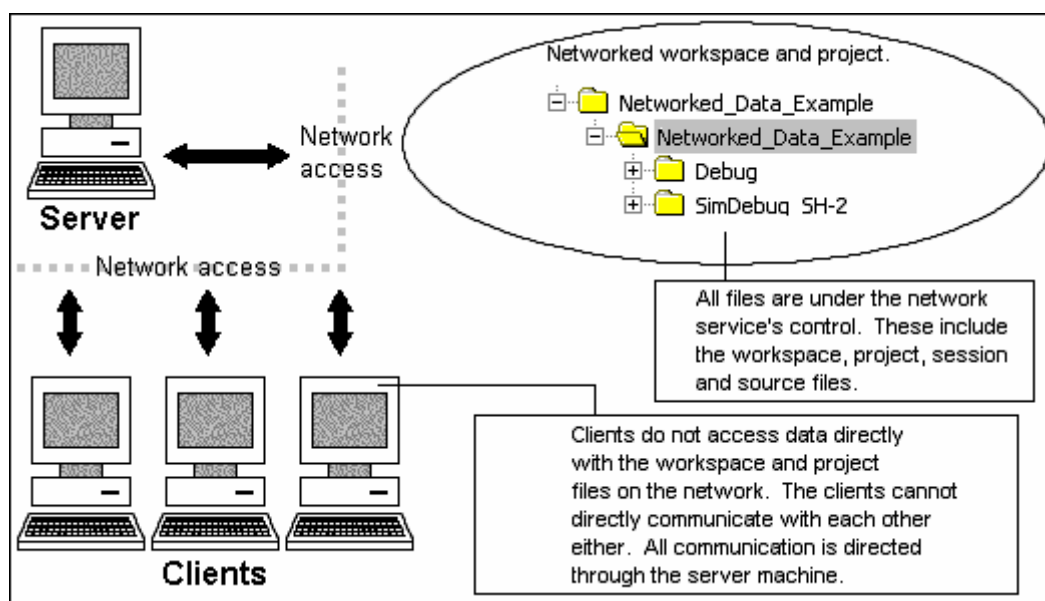 Networked workspace and project.
Networked_Data_Example
Networked_Data_Example
Debug
SimDebug_SH-2
Network
access
Server
Network access
All files are under the network
service's control. These include
the workspace, project, session
and source files.
Clients do not access data directly
with the workspace and project
files on the network. The clients cannot
directly communicate with each other
either. All communication is directed
through the server machine.
Clients